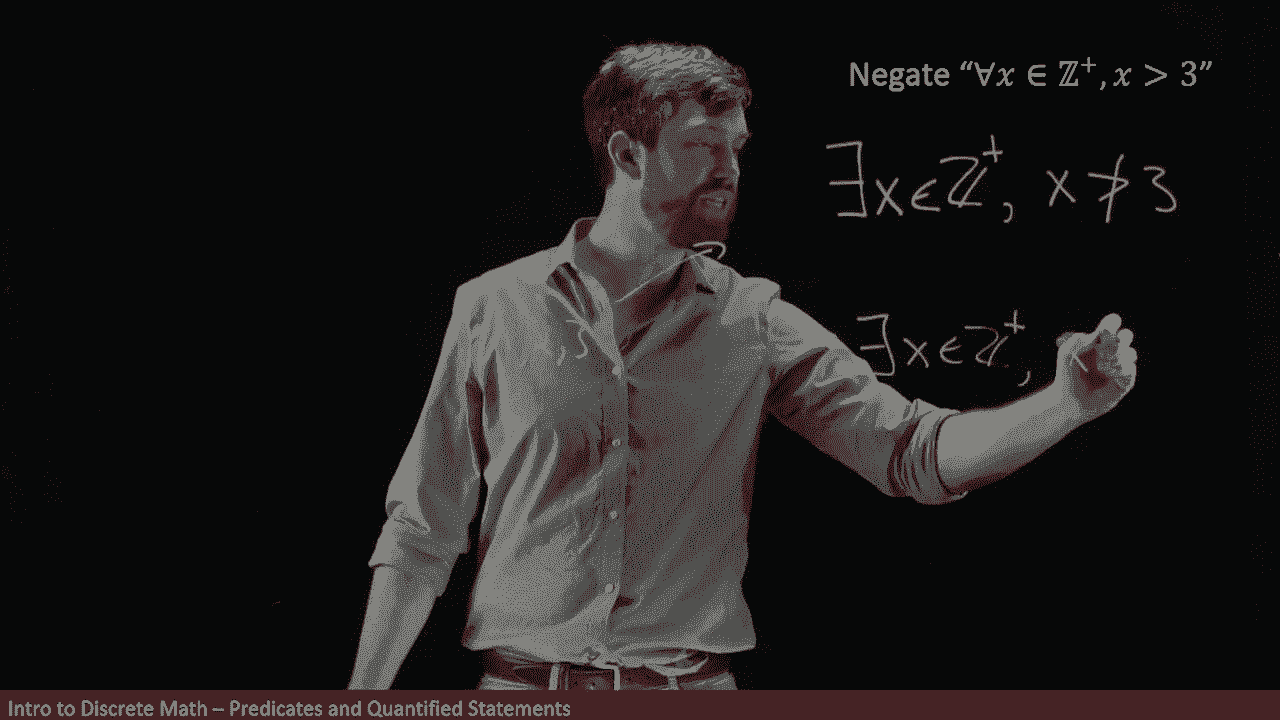 Negate “∀x ∈ ℤ⁺, x > 3”
∃x∈ℤ⁺, x ≯ 3
∃x∈ℤ⁺,
Intro to Discrete Math – Predicates and Quantified Statements